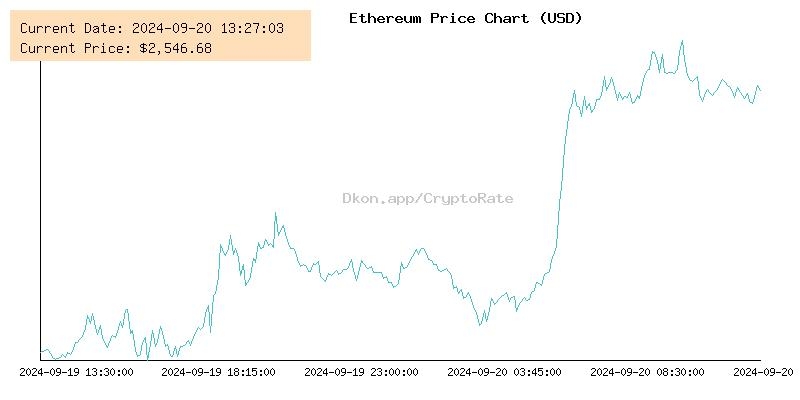 Ethereum Price Chart (USD)
Current Date: 2024-09-20 13:27:03
Current Price: $2,546.68
Dkon.app/CryptoRate
2024-09-19 13:30:00
2024-09-19 18:15:00
2024-09-19 23:00:00
2024-09-20 03:45:00
2024-09-20 08:30:00
2024-09-20